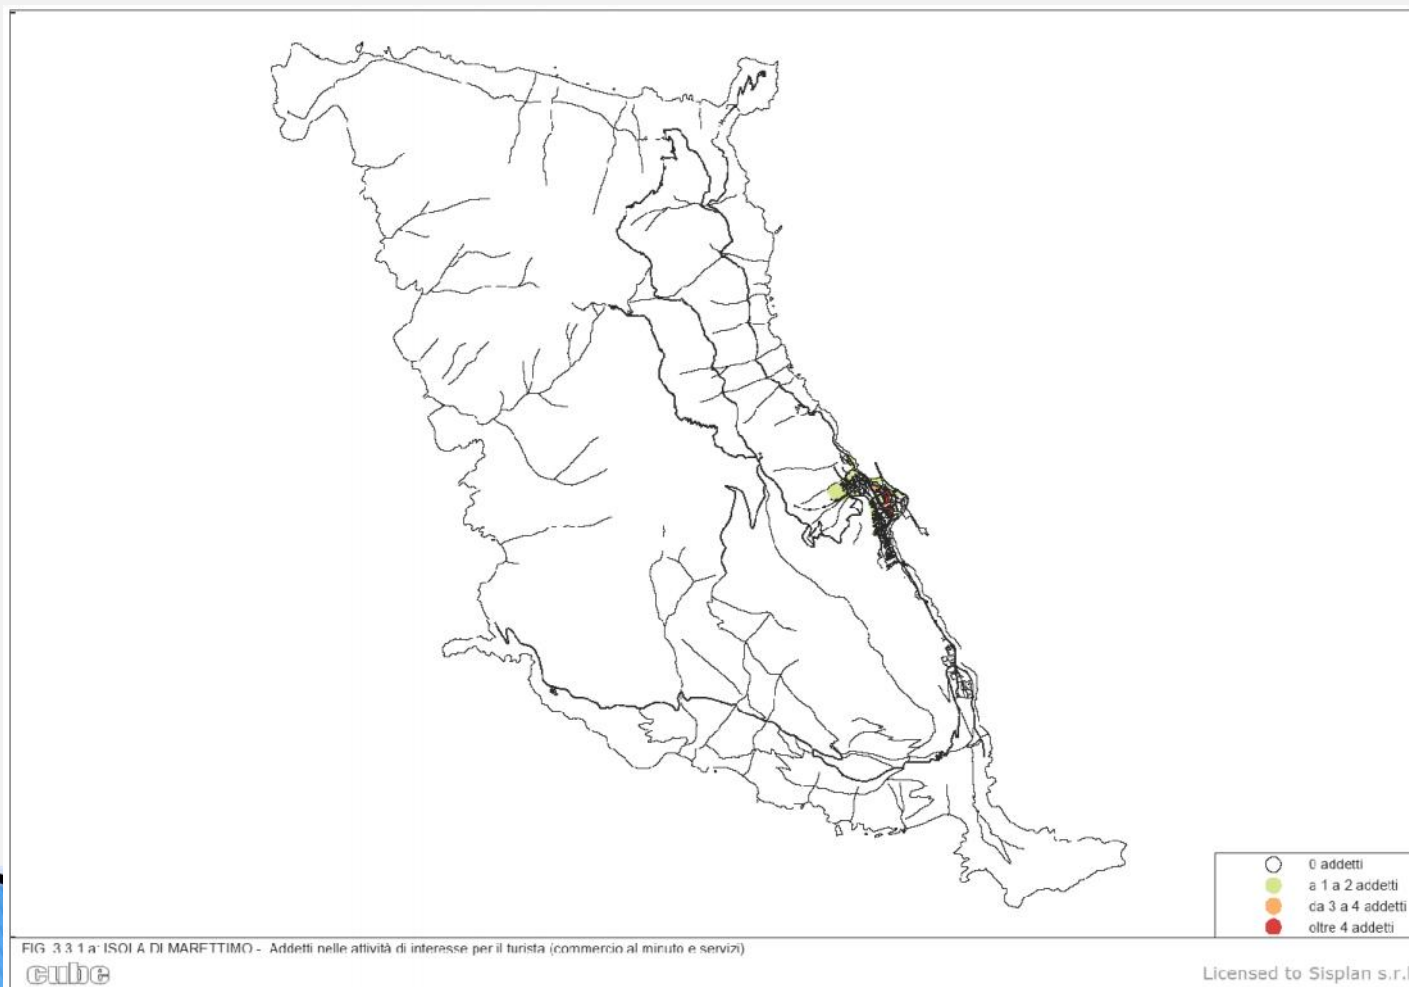 0 addetti
a 1 a 2 addetti
da 3 a 4 addetti
oltre 4 addetti
FIG 3.3.1 a: ISOLA DI MARETTIMO - Addetti nelle attività di interesse per il turista (commercio al minuto e servizi)
cube
Licensed to Sisplan s.r.l